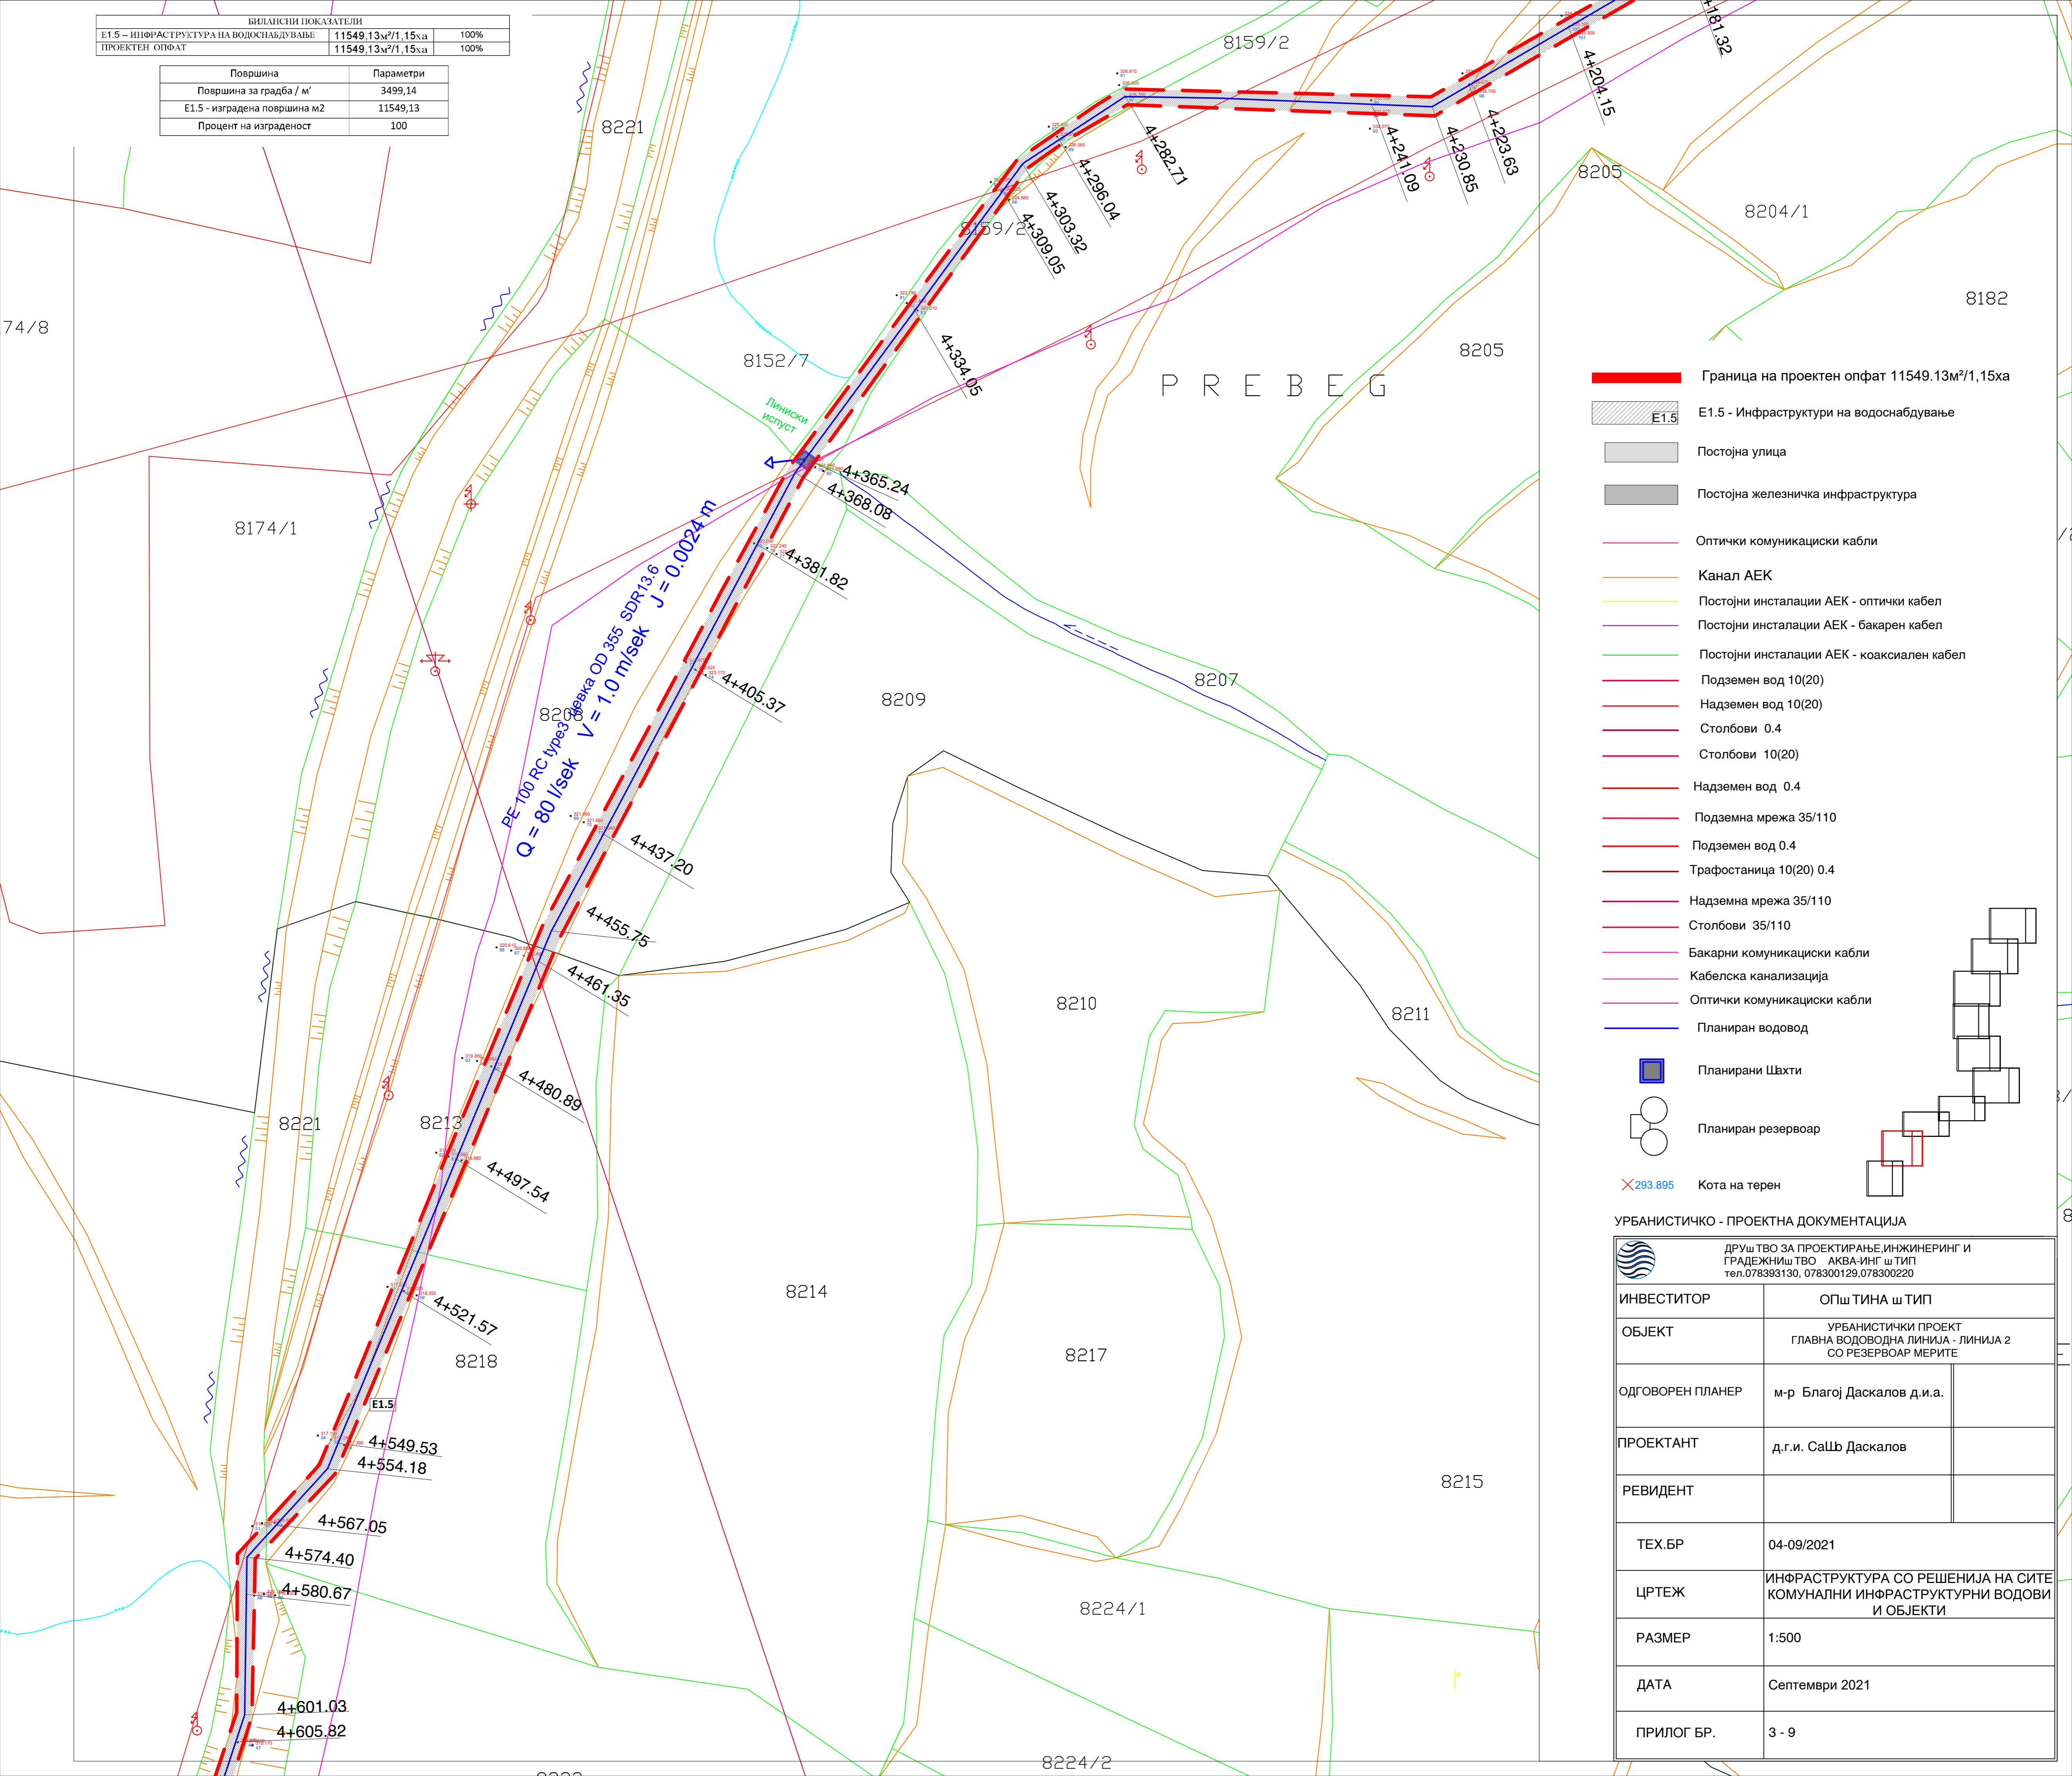 БИЛАНСНИ ПОКАЗАТЕЛИ
Е1.5 – ИНФРАСТРУКТУРА НА ВОДОСНАБДУВАЊЕ 11549,13м²/1,15ха 100%
ПРОЕКТЕН ОПФАТ 11549,13м²/1,15ха 100%
Површина Параметри
Површина за градба / м' 3499,14
Е1.5 - изградена површина м2 11549,13
Процент на изграденост 100
8159/2
4+181.32
4+204.15
4+223.63
4+230.85
4+241.09
4+282.71
4+296.04
4+303.32
4+309.05
8159/2
8221
8205
8204/1
8182
74/8
4+334.05
8152/7
8205
P R E B E G
Линиски
испуст
4+365.24
4+368.08
8174/1
4+381.82
PE 100 RC type3 цевка OD 355 SDR13.6
Q = 80 l/sek V = 1.0 m/sek J = 0.0024 m
4+405.37
8207
8209
8208
4+437.20
4+455.75
4+461.35
8210
8211
4+480.89
8221
8213
4+497.54
8214
4+521.57
8217
8218
E1.5
4+549.53
4+554.18
8215
4+567.05
4+574.40
4+580.67
8224/1
4+601.03
4+605.82
8224/2
Граница на проектен опфат 11549.13м²/1,15ха
E1.5
Е1.5 - Инфраструктури на водоснабдување
Постојна улица
Постојна железничка инфраструктура
Оптички комуникациски кабли
Канал АЕК
Постојни инсталации АЕК - оптички кабел
Постојни инсталации АЕК - бакарен кабел
Постојни инсталации АЕК - коаксиален кабел
Подземен вод 10(20)
Надземен вод 10(20)
Столбови 0.4
Столбови 10(20)
Надземен вод 0.4
Подземна мрежа 35/110
Подземен вод 0.4
Трафостаница 10(20) 0.4
Надземна мрежа 35/110
Столбови 35/110
Бакарни комуникациски кабли
Кабелска канализација
Оптички комуникациски кабли
Планиран водовод
Планирани Шахти
Планиран резервоар
293.895 Кота на терен
УРБАНИСТИЧКО - ПРОЕКТНА ДОКУМЕНТАЦИЈА
ДРУшТВО ЗА ПРОЕКТИРАЊЕ,ИНЖИНЕРИНГ И
ГРАДЕЖНИшТВО АКВА-ИНГ шТИП
тел.078393130, 078300129,078300220
ИНВЕСТИТОР ОПшТИНА шТИП
ОБЈЕКТ УРБАНИСТИЧКИ ПРОЕКТ
ГЛАВНА ВОДОВОДНА ЛИНИЈА - ЛИНИЈА 2
СО РЕЗЕРВОАР МЕРИТЕ
ОДГОВОРЕН ПЛАНЕР м-р Благој Даскалов д.и.а.
ПРОЕКТАНТ д.г.и. СаШо Даскалов
РЕВИДЕНТ
ТЕХ.БР 04-09/2021
ЦРТЕЖ ИНФРАСТРУКТУРА СО РЕШЕНИЈА НА СИТЕ
КОМУНАЛНИ ИНФРАСТРУКТУРНИ ВОДОВИ
И ОБЈЕКТИ
РАЗМЕР 1:500
ДАТА Септември 2021
ПРИЛОГ БР. 3 - 9